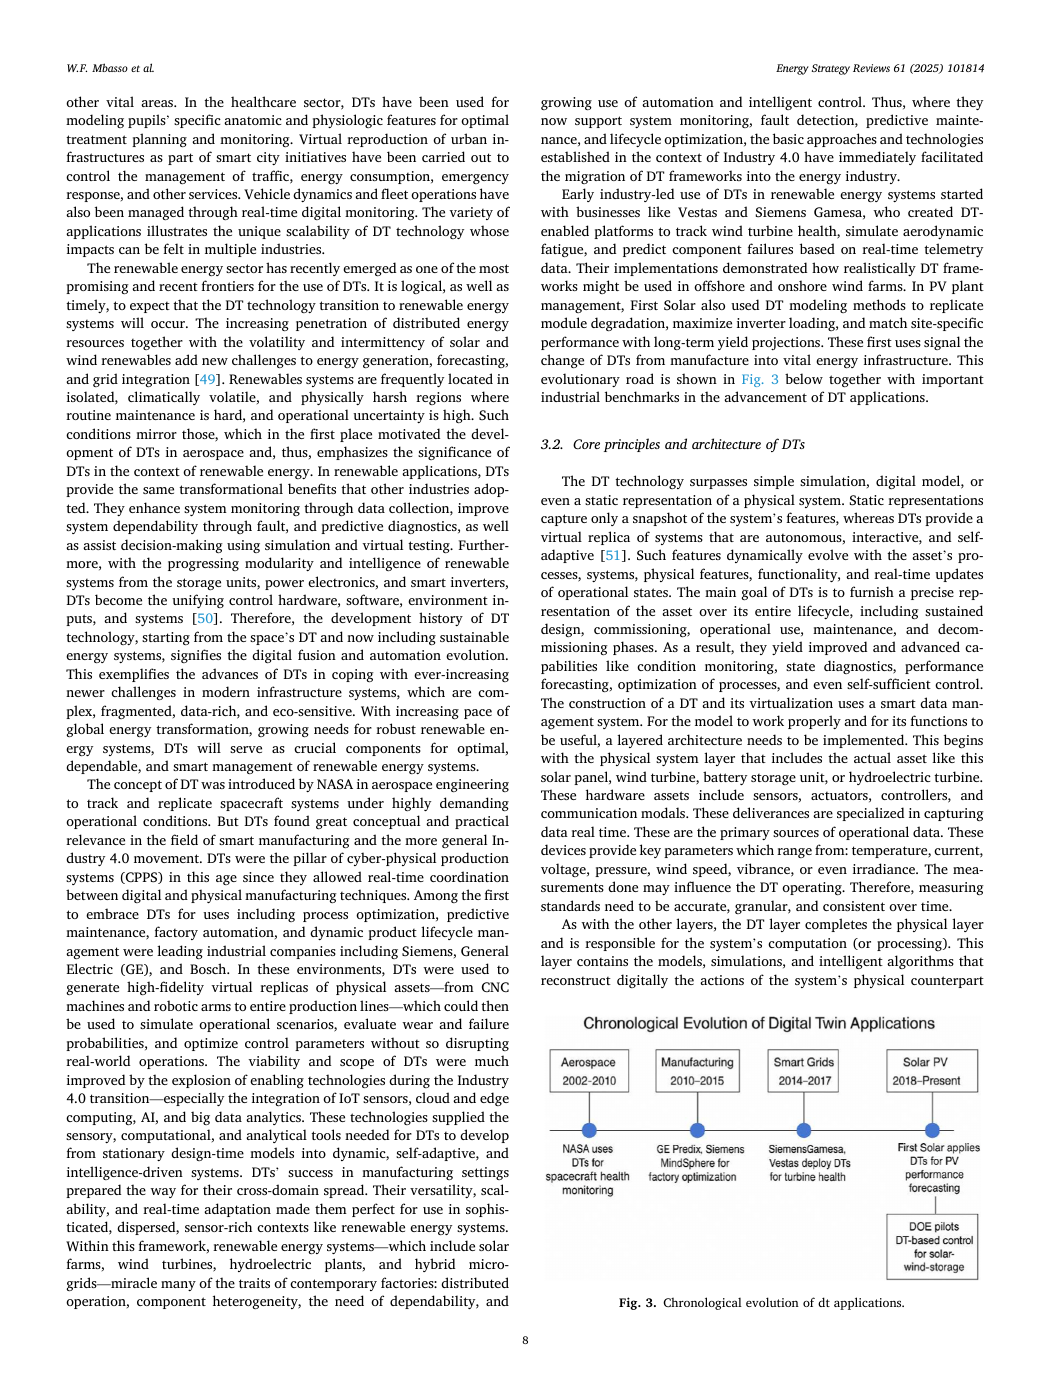 W.F. Mbasso et al.
Energy Strategy Reviews 61 (2025) 101814
other vital areas. In the healthcare sector, DTs have been used for
modeling pupils' specific anatomic and physiologic features for optimal
treatment planning and monitoring. Virtual reproduction of urban in-
frastructures as part of smart city initiatives have been carried out to
control the management of traffic, energy consumption, emergency
response, and other services. Vehicle dynamics and fleet operations have
also been managed through real-time digital monitoring. The variety of
applications illustrates the unique scalability of DT technology whose
impacts can be felt in multiple industries.
The renewable energy sector has recently emerged as one of the most
promising and recent frontiers for the use of DTs. It is logical, as well as
timely, to expect that the DT technology transition to renewable energy
systems will occur. The increasing penetration of distributed energy
resources together with the volatility and intermittency of solar and
wind renewables add new challenges to energy generation, forecasting,
and grid integration [49]. Renewables systems are frequently located in
isolated, climatically volatile, and physically harsh regions where
routine maintenance is hard, and operational uncertainty is high. Such
conditions mirror those, which in the first place motivated the devel-
opment of DTs in aerospace and, thus, emphasizes the significance of
DTs in the context of renewable energy. In renewable applications, DTs
provide the same transformational benefits that other industries adop-
ted. They enhance system monitoring through data collection, improve
system dependability through fault, and predictive diagnostics, as well
as assist decision-making using simulation and virtual testing. Further-
more, with the progressing modularity and intelligence of renewable
systems from the storage units, power electronics, and smart inverters,
DTs become the unifying control hardware, software, environment in-
puts, and systems [50]. Therefore, the development history of DT
technology, starting from the space's DT and now including sustainable
energy systems, signifies the digital fusion and automation evolution.
This exemplifies the advances of DTs in coping with ever-increasing
newer challenges in modern infrastructure systems, which are com-
plex, fragmented, data-rich, and eco-sensitive. With increasing pace of
global energy transformation, growing needs for robust renewable en-
ergy systems, DTs will serve as crucial components for optimal,
dependable, and smart management of renewable energy systems.
The concept of DT was introduced by NASA in aerospace engineering
to track and replicate spacecraft systems under highly demanding
operational conditions. But DTs found great conceptual and practical
relevance in the field of smart manufacturing and the more general In-
dustry 4.0 movement. DTs were the pillar of cyber-physical production
systems (CPPS) in this age since they allowed real-time coordination
between digital and physical manufacturing techniques. Among the first
to embrace DTs for uses including process optimization, predictive
maintenance, factory automation, and dynamic product lifecycle man-
agement were leading industrial companies including Siemens, General
Electric (GE), and Bosch. In these environments, DTs were used to
generate high-fidelity virtual replicas of physical assets—from CNC
machines and robotic arms to entire production lines—which could then
be used to simulate operational scenarios, evaluate wear and failure
probabilities, and optimize control parameters without so disrupting
real-world operations. The viability and scope of DTs were much
improved by the explosion of enabling technologies during the Industry
4.0 transition—especially the integration of IoT sensors, cloud and edge
computing, AI, and big data analytics. These technologies supplied the
sensory, computational, and analytical tools needed for DTs to develop
from stationary design-time models into dynamic, self-adaptive, and
intelligence-driven systems. DTs' success in manufacturing settings
prepared the way for their cross-domain spread. Their versatility, scal-
ability, and real-time adaptation made them perfect for use in sophis-
ticated, dispersed, sensor-rich contexts like renewable energy systems.
Within this framework, renewable energy systems—which include solar
farms, wind turbines, hydroelectric plants, and hybrid micro-
grids—miracle many of the traits of contemporary factories: distributed
operation, component heterogeneity, the need of dependability, and
growing use of automation and intelligent control. Thus, where they
now support system monitoring, fault detection, predictive mainte-
nance, and lifecycle optimization, the basic approaches and technologies
established in the context of Industry 4.0 have immediately facilitated
the migration of DT frameworks into the energy industry.
Early industry-led use of DTs in renewable energy systems started
with businesses like Vestas and Siemens Gamesa, who created DT-
enabled platforms to track wind turbine health, simulate aerodynamic
fatigue, and predict component failures based on real-time telemetry
data. Their implementations demonstrated how realistically DT frame-
works might be used in offshore and onshore wind farms. In PV plant
management, First Solar also used DT modeling methods to replicate
module degradation, maximize inverter loading, and match site-specific
performance with long-term yield projections. These first uses signal the
change of DTs from manufacture into vital energy infrastructure. This
evolutionary road is shown in Fig. 3 below together with important
industrial benchmarks in the advancement of DT applications.
3.2. Core principles and architecture of DTs
The DT technology surpasses simple simulation, digital model, or
even a static representation of a physical system. Static representations
capture only a snapshot of the system's features, whereas DTs provide a
virtual replica of systems that are autonomous, interactive, and self-
adaptive [51]. Such features dynamically evolve with the asset's pro-
cesses, systems, physical features, functionality, and real-time updates
of operational states. The main goal of DTs is to furnish a precise rep-
resentation of the asset over its entire lifecycle, including sustained
design, commissioning, operational use, maintenance, and decom-
missioning phases. As a result, they yield improved and advanced ca-
pabilities like condition monitoring, state diagnostics, performance
forecasting, optimization of processes, and even self-sufficient control.
The construction of a DT and its virtualization uses a smart data man-
agement system. For the model to work properly and for its functions to
be useful, a layered architecture needs to be implemented. This begins
with the physical system layer that includes the actual asset like this
solar panel, wind turbine, battery storage unit, or hydroelectric turbine.
These hardware assets include sensors, actuators, controllers, and
communication modals. These deliverances are specialized in capturing
data real time. These are the primary sources of operational data. These
devices provide key parameters which range from: temperature, current,
voltage, pressure, wind speed, vibrance, or even irradiance. The mea-
surements done may influence the DT operating. Therefore, measuring
standards need to be accurate, granular, and consistent over time.
As with the other layers, the DT layer completes the physical layer
and is responsible for the system's computation (or processing). This
layer contains the models, simulations, and intelligent algorithms that
reconstruct digitally the actions of the system's physical counterpart
Chronological Evolution of Digital Twin Applications
Aerospace
2002-2010
Manufacturing
2010–2015
Smart Grids
2014–2017
Solar PV
2018–Present
NASA uses
DTs for
spacecraft health
monitoring
GE Predix, Siemens
MindSphere for
factory optimization
SiemensGamesa,
Vestas deploy DTs
for turbine health
First Solar applies
DTs for PV
performance
forecasting
DOE pilots
DT-based control
for solar-
wind-storage
Fig. 3. Chronological evolution of dt applications.
8